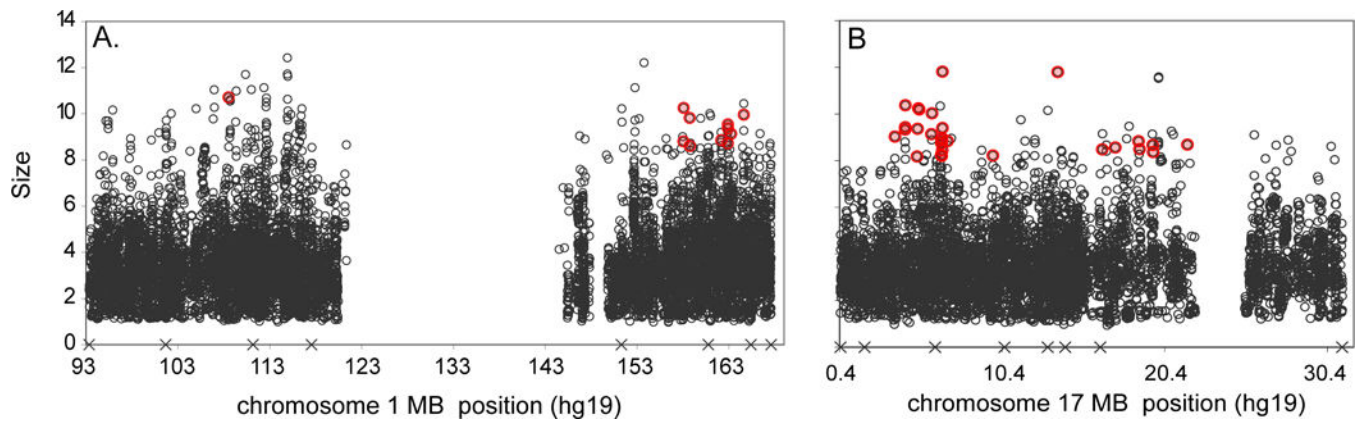 A.
B
Size
14
12
10
8
6
4
2
0
93 103 113 123 133 143 153 163
0.4 10.4 20.4 30.4
chromosome 1 MB position (hg19)
chromosome 17 MB position (hg19)